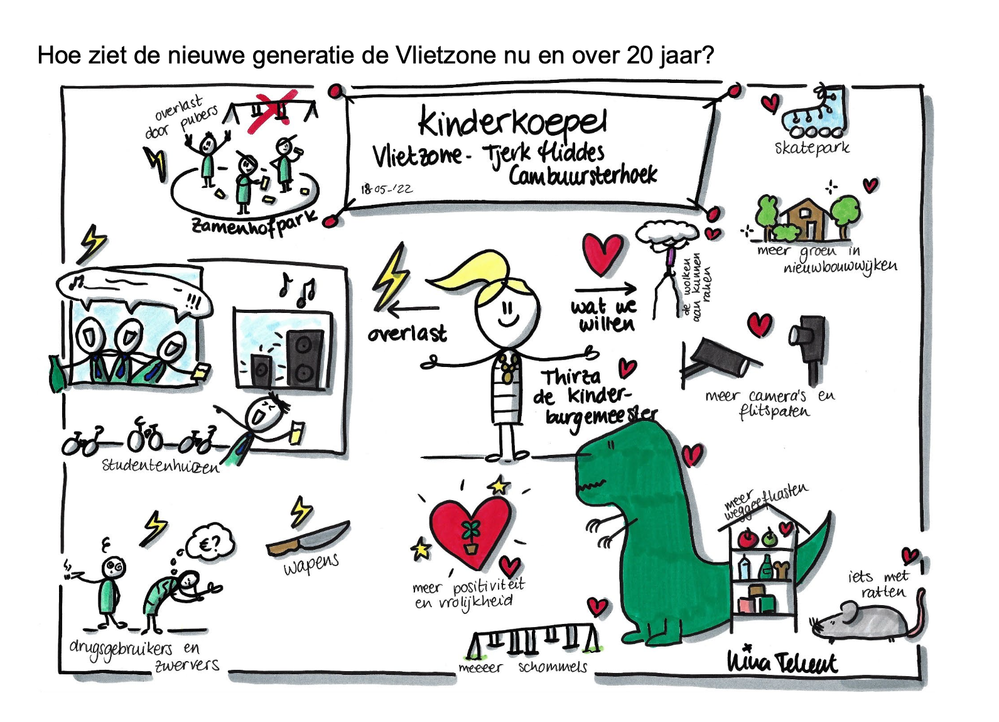 Hoe ziet de nieuwe generatie de Vlietzone nu en over 20 jaar?
overlast
door pubers
Zamenhofpark
Kinderkoepel
Vlietzone - Tjerk Hiddes
Cambuursterhoek
18-05-'22
skatepark
meer groen in
nieuwbouwwijken
!!!
overlast
wat we
willen
de wolken
aan kunnen
raken
Thirza
de kinder-
burgemeester
meer camera's en
flitspalen
studentenhuizen
€?
drugsgebruikers en
zwervers
wapens
meer positiviteit
en vrolijkheid
meeeer schommels
meer
weggeefkasten
iets met
ratten
Nina